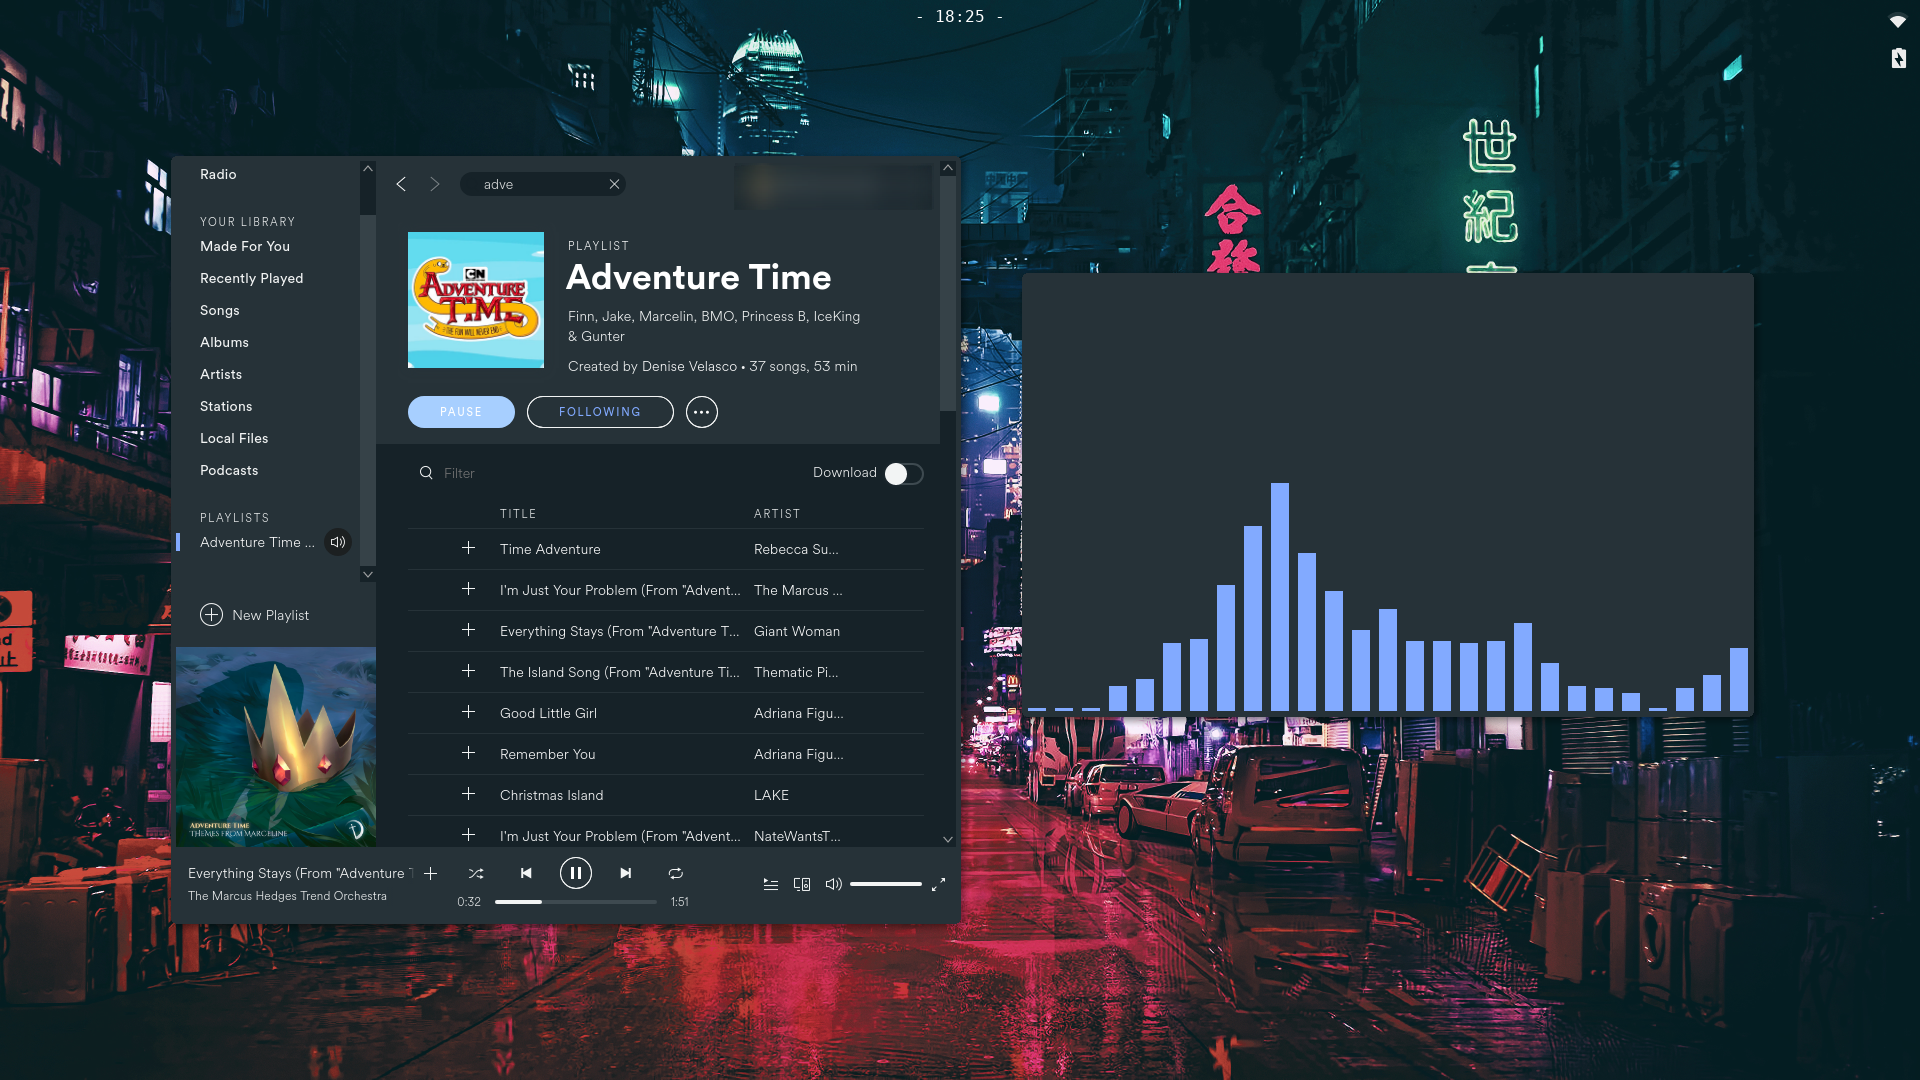 - 18:25 -
Radio
YOUR LIBRARY
Made For You
Recently Played
Songs
Albums
Artists
Stations
Local Files
Podcasts
PLAYLISTS
Adventure Time ...
New Playlist
ADVENTURE TIME
THEMES FROM MARCELINE
adve
CN
ADVENTURE
TIME
THE FUN WILL NEVER END
PLAYLIST
Adventure Time
Finn, Jake, Marcelin, BMO, Princess B, IceKing
& Gunter
Created by Denise Velasco • 37 songs, 53 min
PAUSE
FOLLOWING
Filter
Download
TITLE ARTIST
Time Adventure Rebecca Su...
I'm Just Your Problem (From "Advent... The Marcus ...
Everything Stays (From "Adventure T... Giant Woman
The Island Song (From "Adventure Ti... Thematic Pi...
Good Little Girl Adriana Figu...
Remember You Adriana Figu...
Christmas Island LAKE
I'm Just Your Problem (From "Advent... NateWantsT...
Everything Stays (From "Adventure
The Marcus Hedges Trend Orchestra
0:32
1:51
世
紀
合